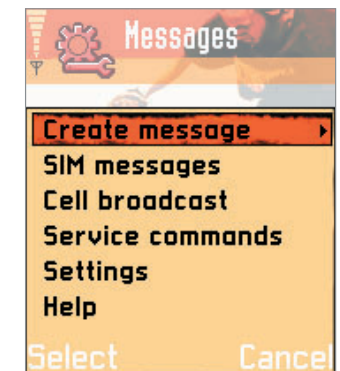 Messages
Create message
SIM messages
Cell broadcast
Service commands
Settings
Help
Select Cancel